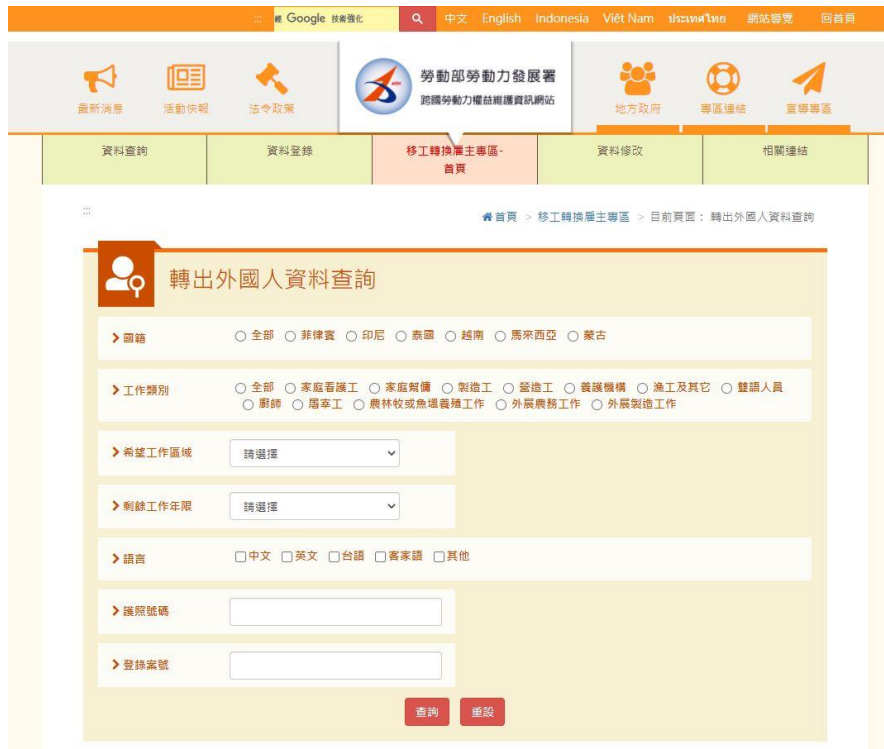 ::: 經 Google 技術強化 中文 English Indonesia Việt Nam ประเทศไทย 網站導覽 回首頁
最新消息 活動快報 法令政策
勞動部勞動力發展署
跨國勞動力權益維護資訊網站
地方政府 專區連結 宣導專區
資料查詢 資料登錄 移工轉換雇主專區-
首頁 資料修改 相關連結
::: 首頁 > 移工轉換雇主專區 > 目前頁面： 轉出外國人資料查詢
轉出外國人資料查詢
國籍 全部 菲律賓 印尼 泰國 越南 馬來西亞 蒙古
工作類別 全部 家庭看護工 家庭幫傭 製造工 營造工 養護機構 漁工及其它 雙語人員
廚師 屠宰工 農林牧或魚塭養殖工作 外展農務工作 外展製造工作
希望工作區域 請選擇
剩餘工作年限 請選擇
語言 中文 英文 台語 客家語 其他
護照號碼
登錄案號
查詢 重設